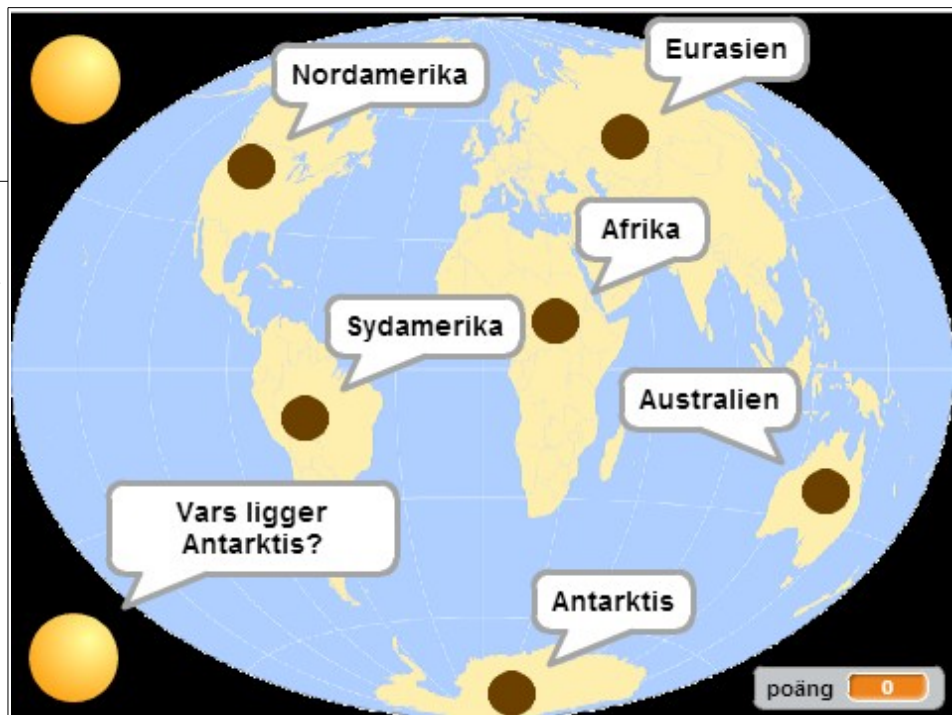 Eurasien
Nordamerika
Afrika
Sydamerika
Australien
Vars ligger
Antarktis?
Antarktis
poäng 0